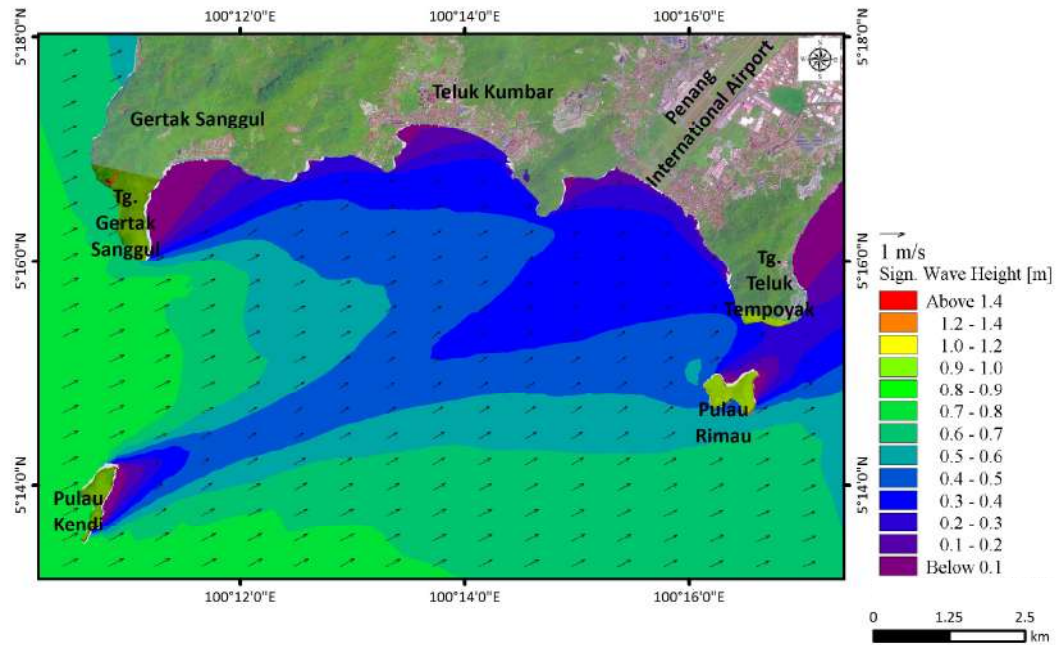 100°12'0"E
100°14'0"E
100°16'0"E
5°18'0"N
5°18'0"N
Gertak Sanggul
Teluk Kumbar
Penang
International Airport
Tg.
Gertak
Sanggul
5°16'0"N
5°16'0"N
Tg.
Teluk
Tempoyak
Pulau
Rimau
Pulau
Kendi
5°14'0"N
5°14'0"N
100°12'0"E
100°14'0"E
100°16'0"E
1 m/s
Sign. Wave Height [m]
Above 1.4
1.2 - 1.4
1.0 - 1.2
0.9 - 1.0
0.8 - 0.9
0.7 - 0.8
0.6 - 0.7
0.5 - 0.6
0.4 - 0.5
0.3 - 0.4
0.2 - 0.3
0.1 - 0.2
Below 0.1
0 1.25 2.5
km